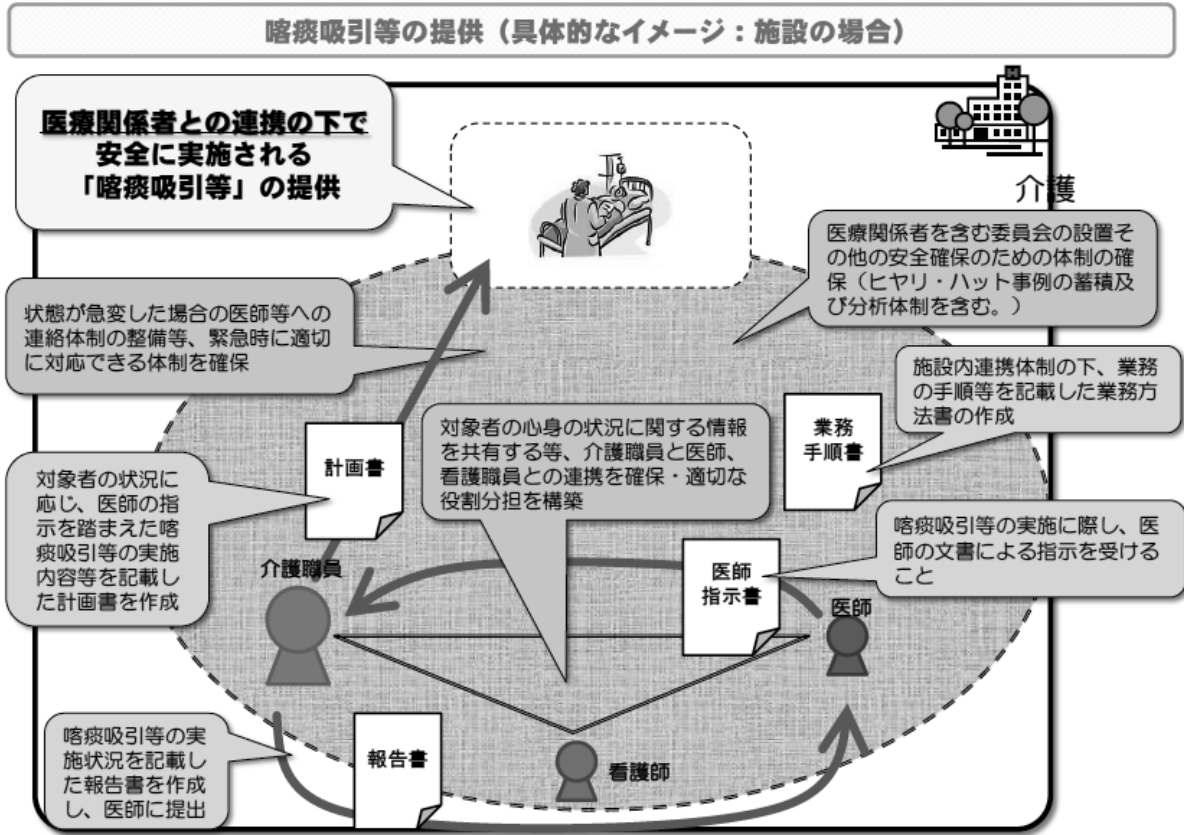 喀痰吸引等の提供（具体的なイメージ：施設の場合）
医療関係者との連携の下で
安全に実施される
「喀痰吸引等」の提供
H
介護
医療関係者を含む委員会の設置そ
の他の安全確保のための体制の確
保（ヒヤリ・ハット事例の蓄積及
び分析体制を含む。）
状態が急変した場合の医師等への
連絡体制の整備等、緊急時に適切
に対応できる体制を確保
施設内連携体制の下、業務
の手順等を記載した業務方
法書の作成
対象者の心身の状況に関する情報
を共有する等、介護職員と医師、
看護職員との連携を確保・適切な
役割分担を構築
業務
手順書
計画書
対象者の状況に
応じ、医師の指
示を踏まえた喀
痰吸引等の実施
内容等を記載し
た計画書を作成
喀痰吸引等の実施に際し、医
師の文書による指示を受けるこ
と
医師
指示書
介護職員
医師
喀痰吸引等の実
施状況を記載し
た報告書を作成
し、医師に提出
報告書
看護師